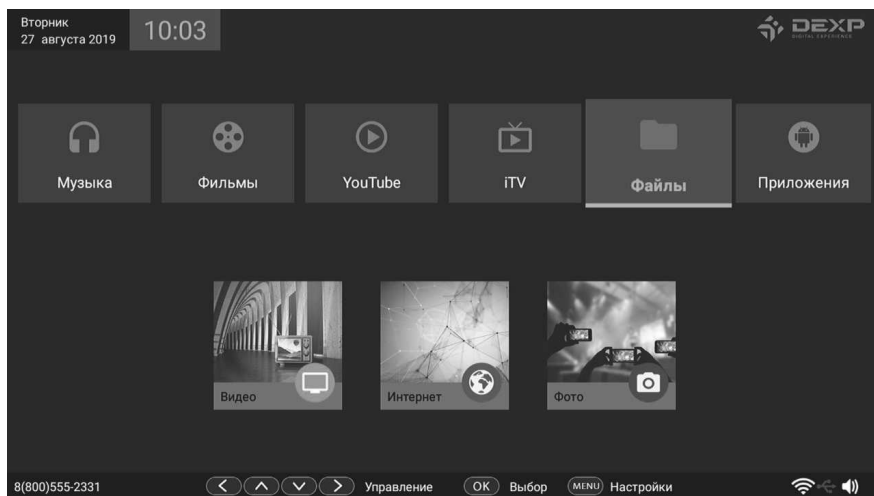 Вторник
27 августа 2019
10:03
DEXP
DIGITAL EXPERIENCE
Музыка
Фильмы
YouTube
iTV
Файлы
Приложения
Видео
Интернет
Фото
8(800)555-2331
Управление
OK
Выбор
MENU
Настройки